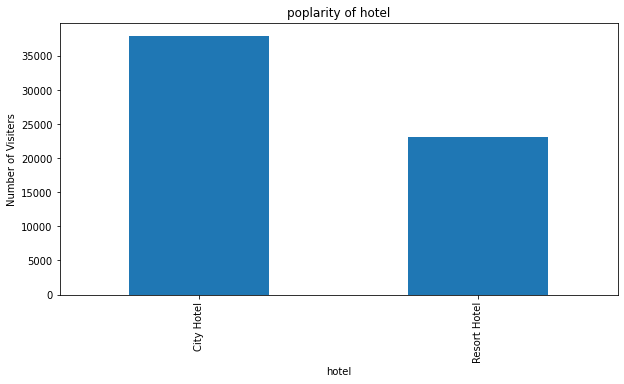 poplarity of hotel
Number of Visiters
35000
30000
25000
20000
15000
10000
5000
0
City Hotel
Resort Hotel
hotel